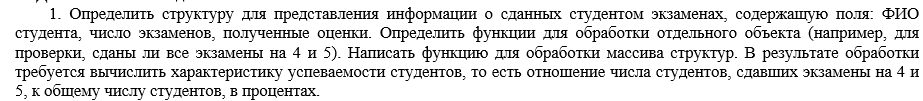 1. Определить структуру для представления информации о сданных студентом экзаменах, содержащую поля: ФИО
студента, число экзаменов, полученные оценки. Определить функции для обработки отдельного объекта (например, для
проверки, сданы ли все экзамены на 4 и 5). Написать функцию для обработки массива структур. В результате обработки
требуется вычислить характеристику успеваемости студентов, то есть отношение числа студентов, сдавших экзамены на 4 и
5, к общему числу студентов, в процентах.